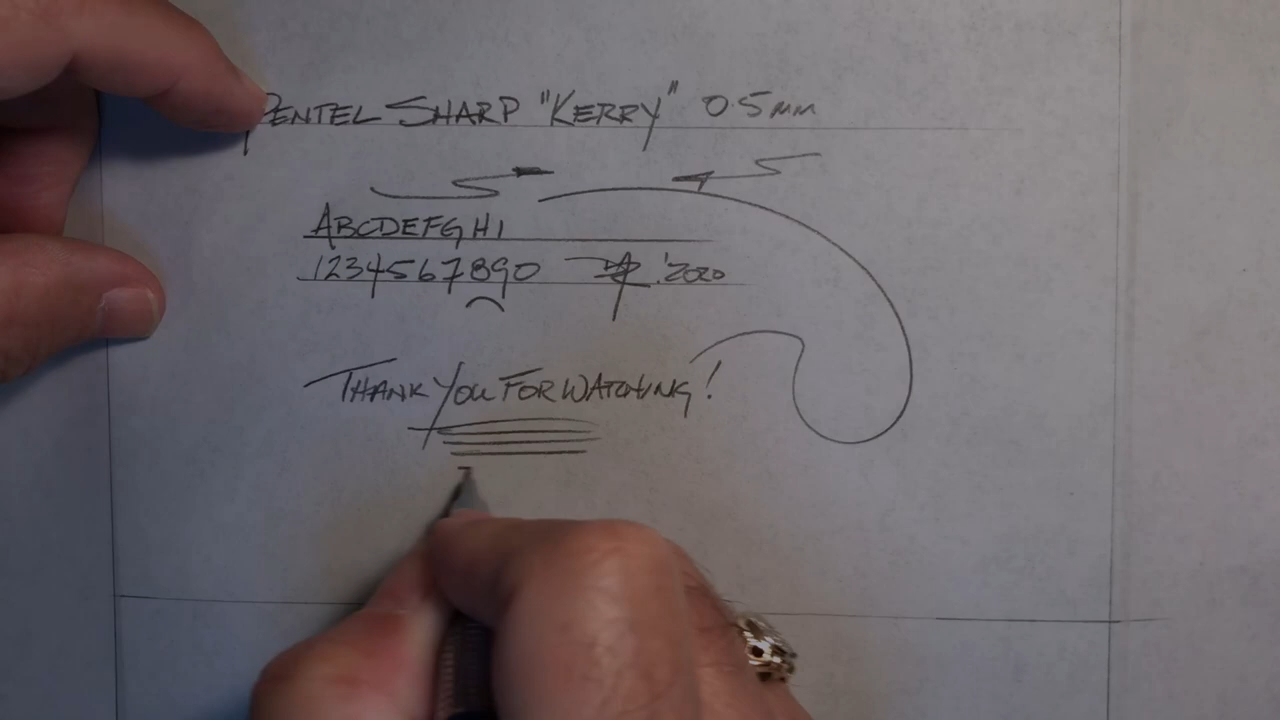 PENTEL SHARP "KERRY" 0.5mm
ABCDEFGHI
1234567890 '2020
THANK YOU FOR WATCHING!